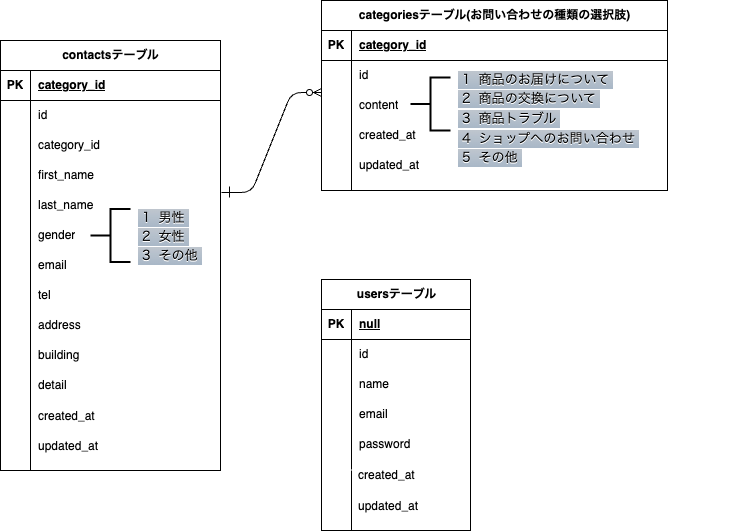 contactsテーブル
PK category_id
id
category_id
first_name
last_name
gender
1 男性
2 女性
3 その他
email
tel
address
building
detail
created_at
updated_at
categoriesテーブル(お問い合わせの種類の選択肢)
PK category_id
id
content
created_at
updated_at
1 商品のお届けについて
2 商品の交換について
3 商品トラブル
4 ショップへのお問い合わせ
5 その他
usersテーブル
PK null
id
name
email
password
created_at
updated_at